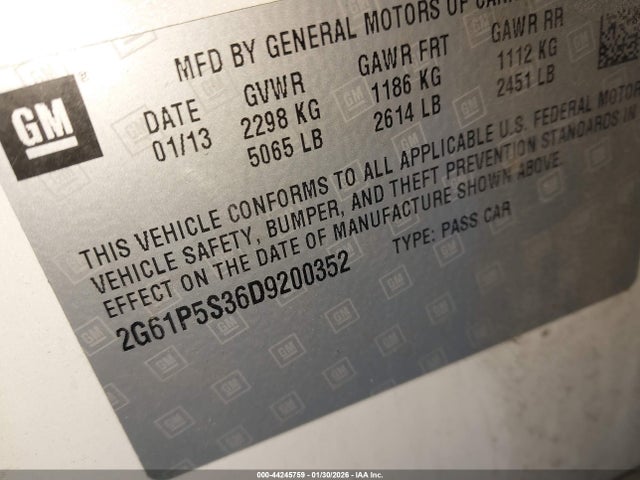 MFD BY GENERAL MOTORS OF
GM
DATE GVWR GAWR FRT GAWR RR
01/13 2298 KG 1186 KG 1112 KG
5065 LB 2614 LB 2451 LB
THIS VEHICLE CONFORMS TO ALL APPLICABLE U.S. FEDERAL MOTOR
VEHICLE SAFETY, BUMPER, AND THEFT PREVENTION STANDARDS IN
EFFECT ON THE DATE OF MANUFACTURE SHOWN ABOVE.
2G61P5S36D9200352 TYPE: PASS CAR
000-44245759 - 01/30/2026 - IAA Inc.